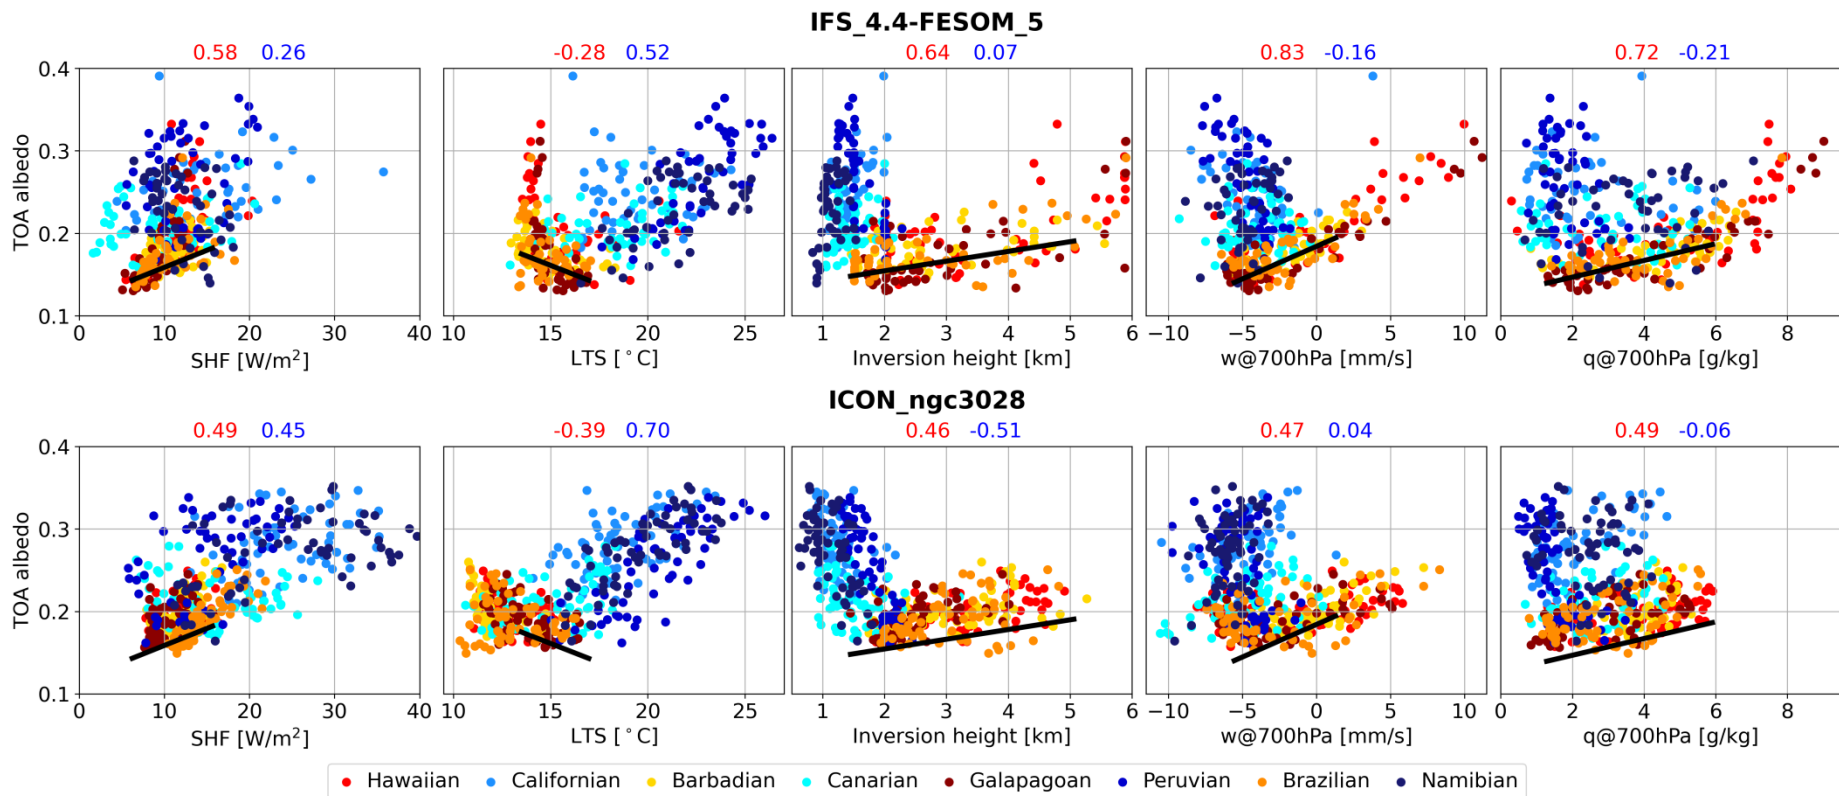 IFS_4.4-FESOM_5
0.58 0.26 -0.28 0.52 0.64 0.07 0.83 -0.16 0.72 -0.21
TOA albedo
0.4
0.3
0.2
0.1
0 10 20 30 40 10 15 20 25 1 2 3 4 5 6 −10 −5 0 5 10 0 2 4 6 8
SHF [W/m²] LTS [°C] Inversion height [km] w@700hPa [mm/s] q@700hPa [g/kg]
ICON_ngc3028
0.49 0.45 -0.39 0.70 0.46 -0.51 0.47 0.04 0.49 -0.06
TOA albedo
0.4
0.3
0.2
0.1
0 10 20 30 40 10 15 20 25 1 2 3 4 5 6 −10 −5 0 5 10 0 2 4 6 8
SHF [W/m²] LTS [°C] Inversion height [km] w@700hPa [mm/s] q@700hPa [g/kg]
Hawaiian Californian Barbadian Canarian Galapagoan Peruvian Brazilian Namibian